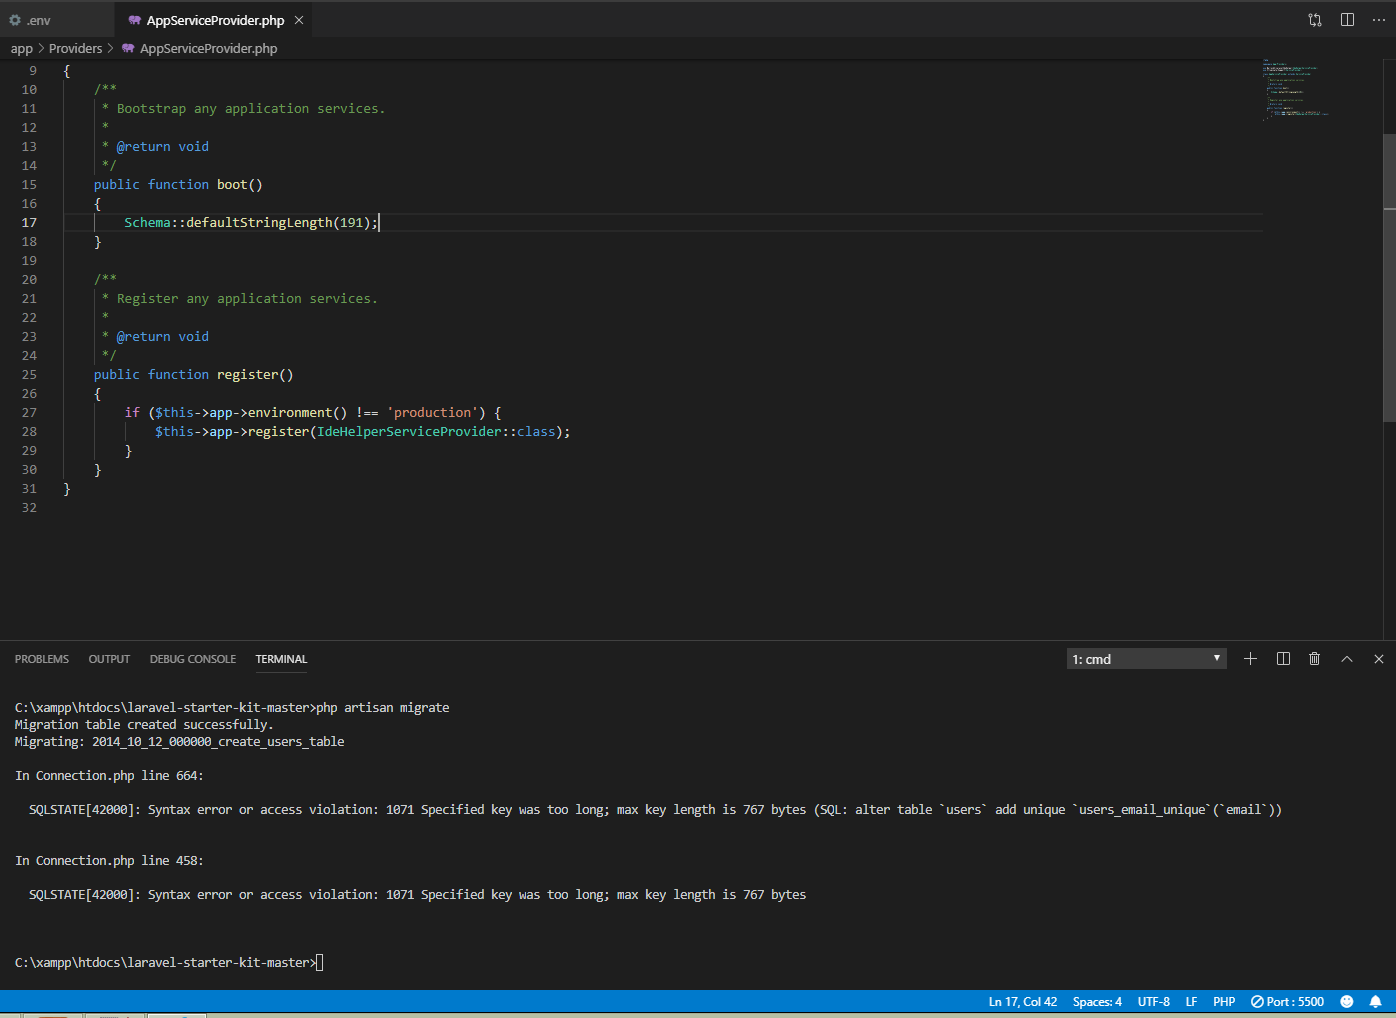 .env
AppServiceProvider.php
app > Providers > AppServiceProvider.php
9 {
10 /**
11 * Bootstrap any application services.
12 *
13 * @return void
14 */
15 public function boot()
16 {
17 Schema::defaultStringLength(191);
18 }
19
20 /**
21 * Register any application services.
22 *
23 * @return void
24 */
25 public function register()
26 {
27 if ($this->app->environment() !== 'production') {
28 $this->app->register(IdeHelperServiceProvider::class);
29 }
30 }
31 }
32
PROBLEMS OUTPUT DEBUG CONSOLE TERMINAL 1: cmd
C:\xampp\htdocs\laravel-starter-kit-master>php artisan migrate
Migration table created successfully.
Migrating: 2014_10_12_000000_create_users_table
In Connection.php line 664:
SQLSTATE[42000]: Syntax error or access violation: 1071 Specified key was too long; max key length is 767 bytes (SQL: alter table `users` add unique `users_email_unique`(`email`))
In Connection.php line 458:
SQLSTATE[42000]: Syntax error or access violation: 1071 Specified key was too long; max key length is 767 bytes
C:\xampp\htdocs\laravel-starter-kit-master>
Ln 17, Col 42 Spaces: 4 UTF-8 LF PHP Port : 5500